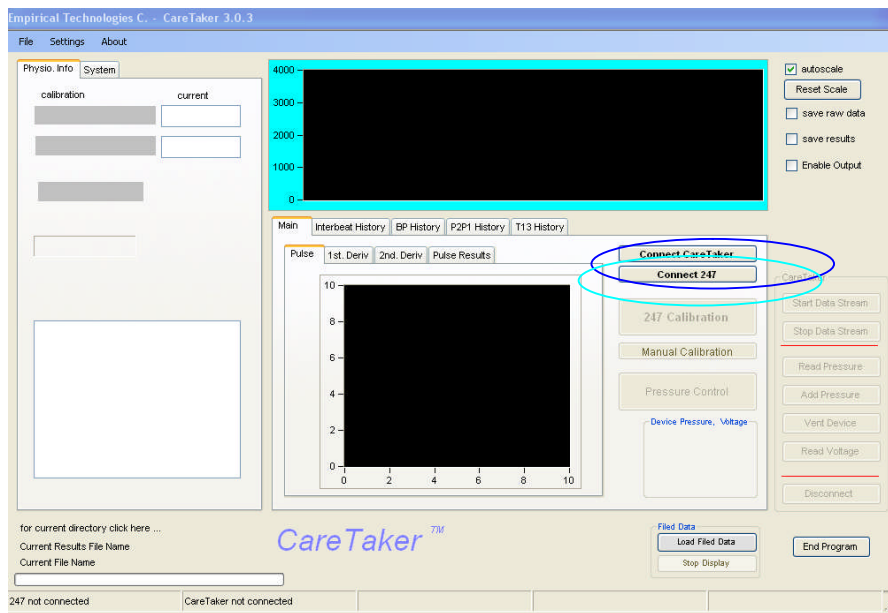 Empirical Technologies C. - CareTaker 3.0.3
File Settings About
Physio. Info System
calibration current
4000
3000
2000
1000
0
autoscale
Reset Scale
save raw data
save results
Enable Output
Main Interbeat History BP History P2P1 History T13 History
Pulse 1st. Deriv 2nd. Deriv Pulse Results
10
8
6
4
2
0
0 2 4 6 8 10
Connect CareTaker
Connect 247
247 Calibration
Manual Calibration
Pressure Control
Device Pressure, Voltage
CareTaker
Start Data Stream
Stop Data Stream
Read Pressure
Add Pressure
Vent Device
Read Voltage
Disconnect
for current directory click here ...
Current Results File Name
Current File Name
CareTaker TM
Filed Data
Load Filed Data
Stop Display
End Program
247 not connected CareTaker not connected